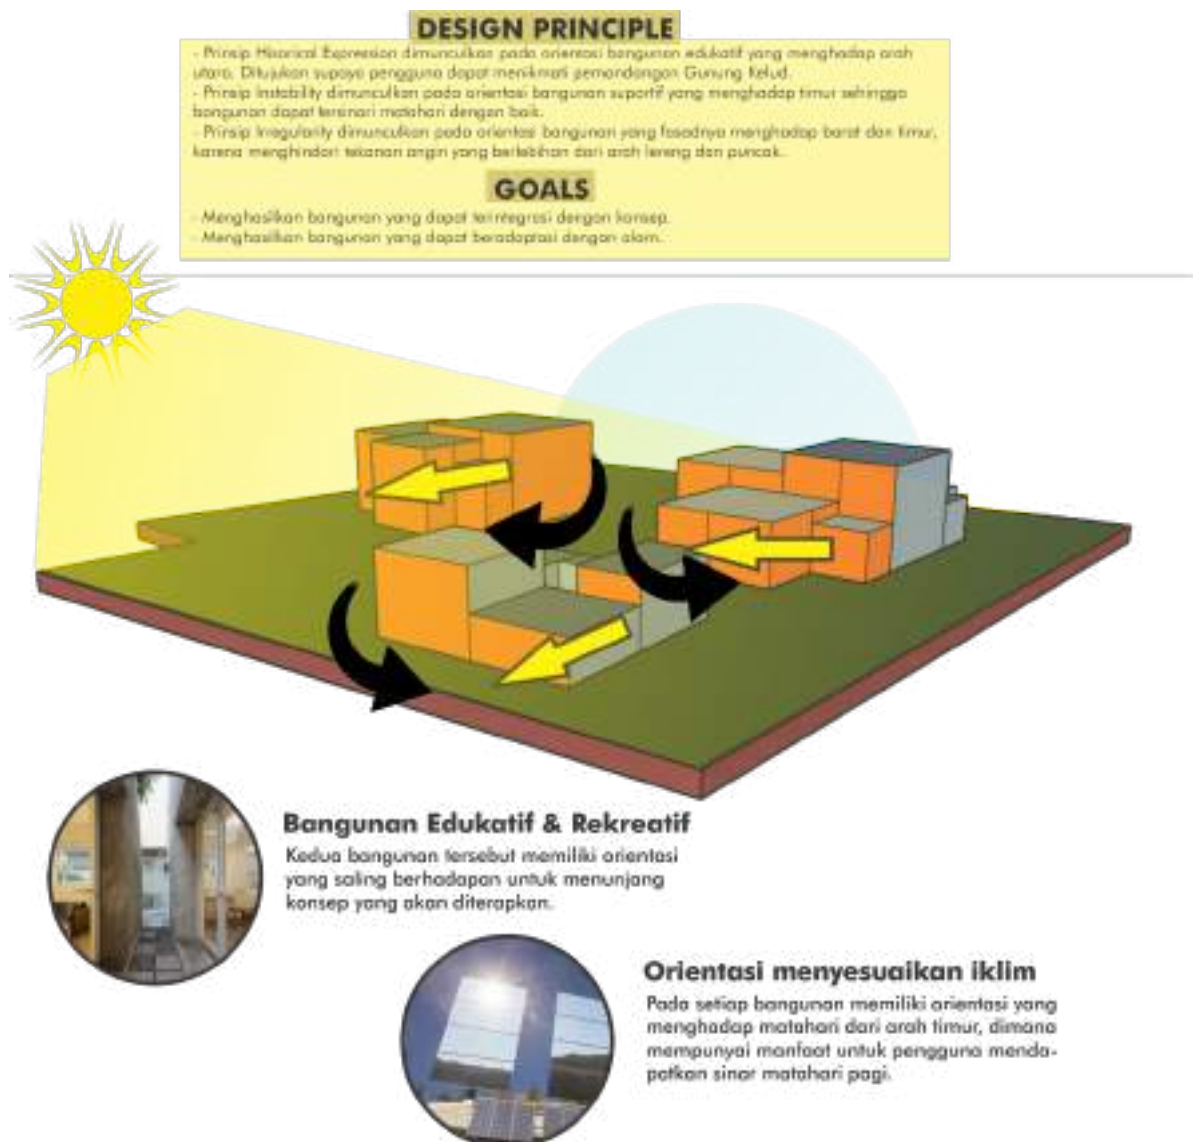 DESIGN PRINCIPLE
- Prinsip Hisorical Expression dimunculkan pada orientasi bangunan edukatif yang menghadap arah
utara. Ditujukan supaya pengguna dapat menikmati pemandangan Gunung Kelud.
- Prinsip Instability dimunculkan pada orientasi bangunan suportif yang menghadap timur sehingga
bangunan dapat tersinari matahari dengan baik.
- Prinsip Irregularity dimunculkan pada orientasi bangunan yang fasadnya menghadap barat dan timur,
karena menghindari tekanan angin yang berlebihan dari arah lereng dan puncak.
GOALS
- Menghasilkan bangunan yang dapat terintegrasi dengan konsep.
- Menghasilkan bangunan yang dapat beradaptasi dengan alam.
Bangunan Edukatif & Rekreatif
Kedua bangunan tersebut memiliki orientasi
yang saling berhadapan untuk menunjang
konsep yang akan diterapkan.
Orientasi menyesuaikan iklim
Pada setiap bangunan memiliki orientasi yang
menghadap matahari dari arah timur, dimana
mempunyai manfaat untuk pengguna menda-
patkan sinar matahari pagi.